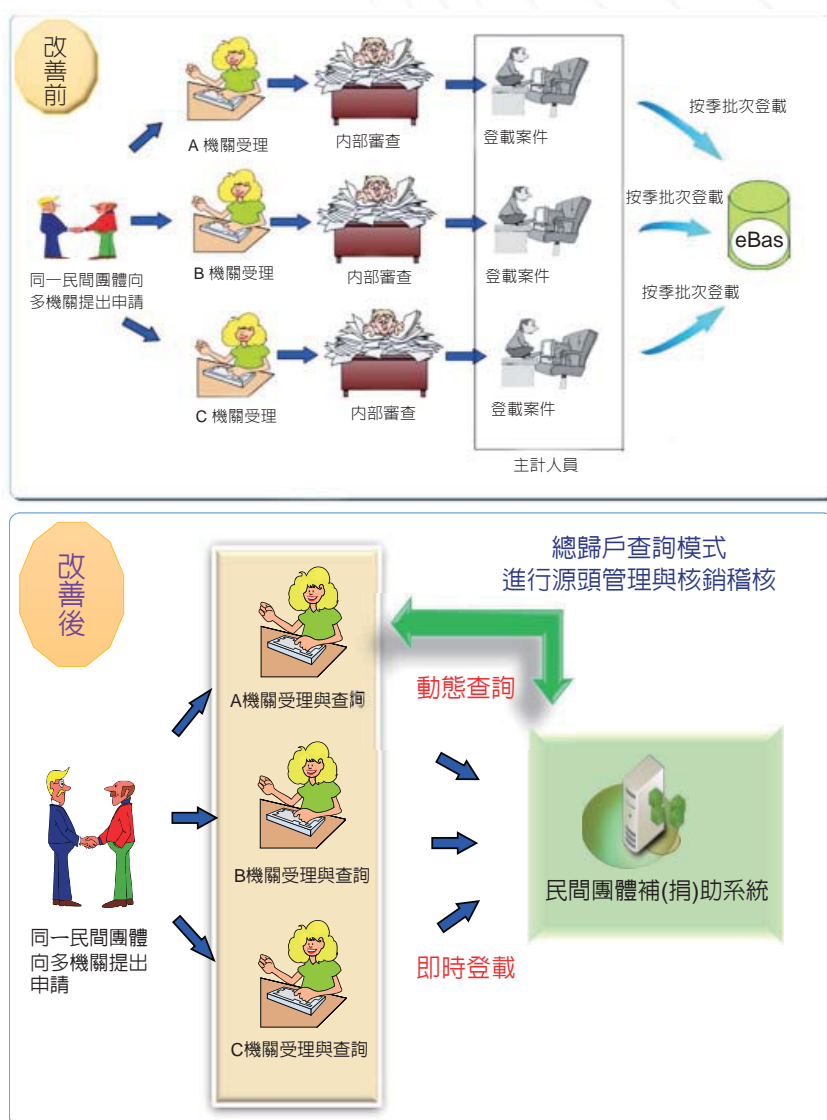 改善前
A 機關受理
內部審查
登載案件
按季批次登載
同一民間團體向
多機關提出申請
B 機關受理
內部審查
登載案件
按季批次登載
eBas
C 機關受理
內部審查
登載案件
按季批次登載
主計人員
改善後
總歸戶查詢模式
進行源頭管理與核銷稽核
A機關受理與查詢
動態查詢
B機關受理與查詢
民間團體補(捐)助系統
同一民間團體
向多機關提出
申請
即時登載
C機關受理與查詢